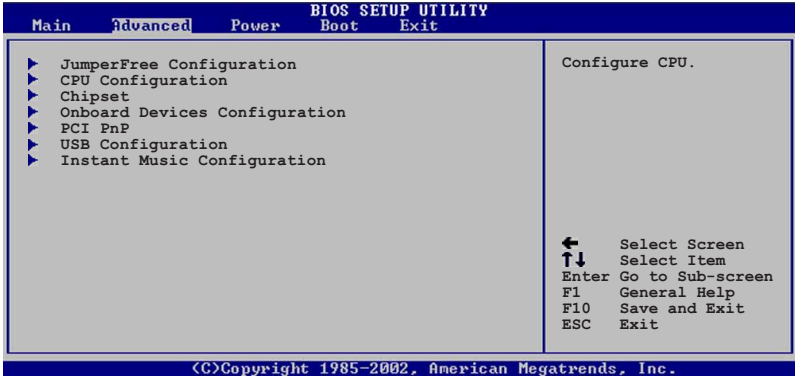 BIOS SETUP UTILITY
Main Advanced Power Boot Exit
JumperFree Configuration
CPU Configuration
Chipset
Onboard Devices Configuration
PCI PnP
USB Configuration
Instant Music Configuration
Configure CPU.
← Select Screen
↑↓ Select Item
Enter Go to Sub-screen
F1 General Help
F10 Save and Exit
ESC Exit
(C)Copyright 1985-2002, American Megatrends, Inc.